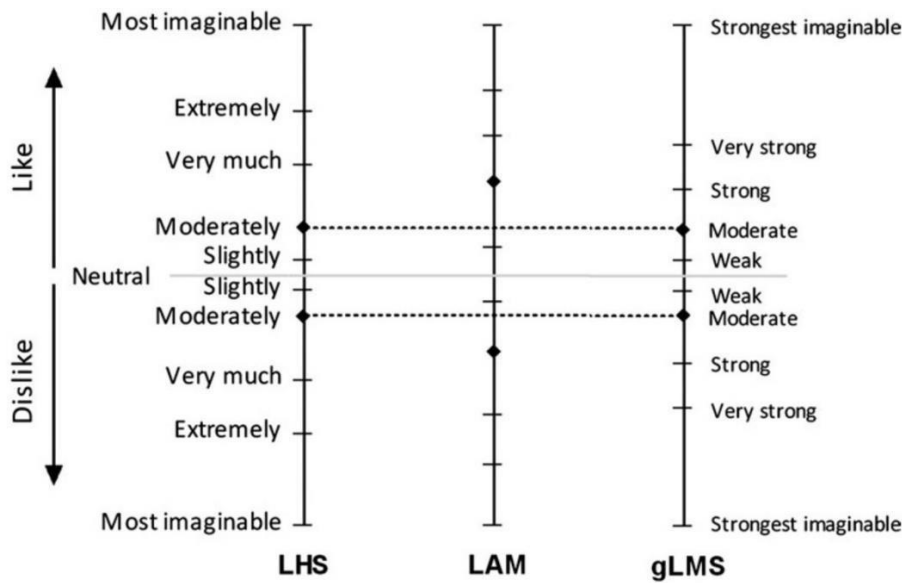 Most imaginable
Strongest imaginable
Extremely
Very much
Very strong
Like
Strong
Moderately
Moderate
Slightly
Weak
Neutral
Slightly
Weak
Moderately
Moderate
Dislike
Strong
Very much
Very strong
Extremely
Most imaginable
Strongest imaginable
LHS
LAM
gLMS